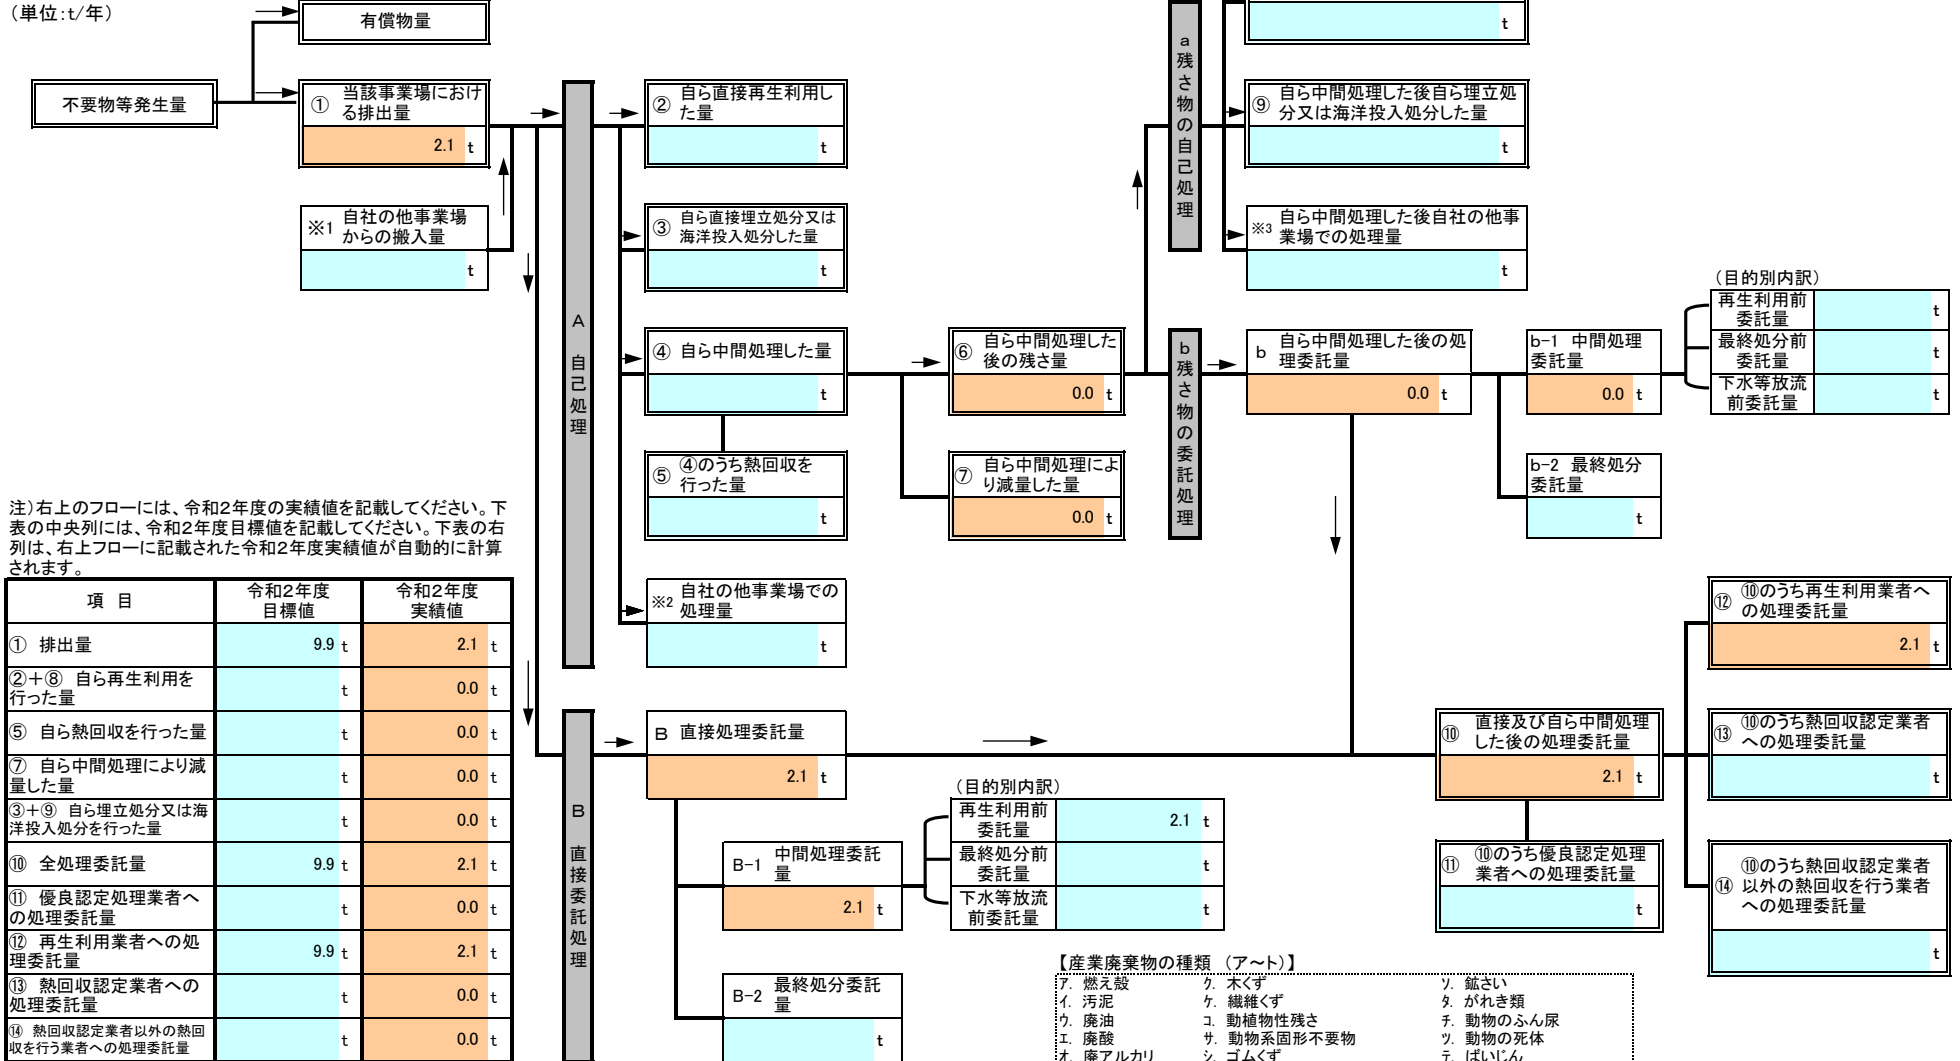 （単位：t/年）
有償物量
不要物等発生量
① 当該事業場におけ
る排出量
2.1 t
※1 自社の他事業場
からの搬入量
t
A 自己処理
② 自ら直接再生利用し
た量
t
③ 自ら直接埋立処分又は
海洋投入処分した量
t
④ 自ら中間処理した量
t
⑤ ④のうち熱回収を
行った量
t
※2 自社の他事業場での
処理量
t
⑥ 自ら中間処理した
後の残さ量
0.0 t
⑦ 自ら中間処理によ
り減量した量
0.0 t
a 残さ物の自己処理
t
⑨ 自ら中間処理した後自ら埋立処
分又は海洋投入処分した量
t
※3 自ら中間処理した後自社の他事
業場での処理量
t
b 残さ物の委託処理
b 自ら中間処理した後の処
理委託量
0.0 t
b-1 中間処理
委託量
0.0 t
b-2 最終処分
委託量
t
（目的別内訳）
再生利用前
委託量
t
最終処分前
委託量
t
下水等放流
前委託量
t
注）右上のフローには、令和2年度の実績値を記載してください。下
表の中央列には、令和2年度目標値を記載してください。下表の右
列は、右上フローに記載された令和2年度実績値が自動的に計算
されます。
項 目 令和2年度 令和2年度
目標値 実績値
① 排出量 9.9 t 2.1 t
②＋⑧ 自ら再生利用を
行った量 t 0.0 t
⑤ 自ら熱回収を行った量 t 0.0 t
⑦ 自ら中間処理により減
量した量 t 0.0 t
③＋⑨ 自ら埋立処分又は海
洋投入処分を行った量 t 0.0 t
⑩ 全処理委託量 9.9 t 2.1 t
⑪ 優良認定処理業者へ
の処理委託量 t 0.0 t
⑫ 再生利用業者への処
理委託量 9.9 t 2.1 t
⑬ 熱回収認定業者への
処理委託量 t 0.0 t
⑭ 熱回収認定業者以外の熱回
収を行う業者への処理委託量 t 0.0 t
B 直接委託処理
B 直接処理委託量
2.1 t
B-1 中間処理委託
量
2.1 t
B-2 最終処分委託
量
t
（目的別内訳）
再生利用前
委託量
2.1 t
最終処分前
委託量
t
下水等放流
前委託量
t
⑩ 直接及び自ら中間処理
した後の処理委託量
2.1 t
⑪ ⑩のうち優良認定処理
業者への処理委託量
t
⑫ ⑩のうち再生利用業者へ
の処理委託量
2.1 t
⑬ ⑩のうち熱回収認定業者
への処理委託量
t
⑭ ⑩のうち熱回収認定業者
以外の熱回収を行う業者
への処理委託量
t
【産業廃棄物の種類 （ア～ト）】
ア. 燃え殻 ク. 木くず ソ. 鉱さい
イ. 汚泥 ケ. 繊維くず タ. がれき類
ウ. 廃油 コ. 動植物性残さ チ. 動物のふん尿
エ. 廃酸 サ. 動物系固形不要物 ツ. 動物の死体
オ. 廃アルカリ シ. ゴムくず テ. ばいじん